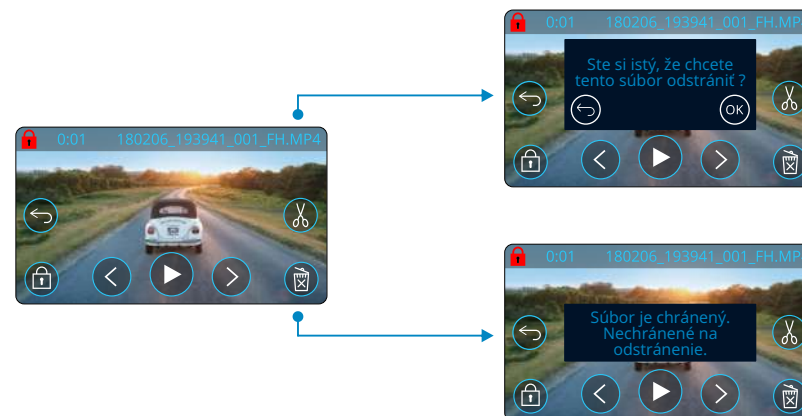 0:01 180206_193941_001_FH.MP
Ste si istý, že chcete
tento súbor odstrániť ?
OK
0:01 180206_193941_001_FH.MP4
0:01 180206_193941_001_FH.MP
Súbor je chránený.
Nechránené na
odstránenie.